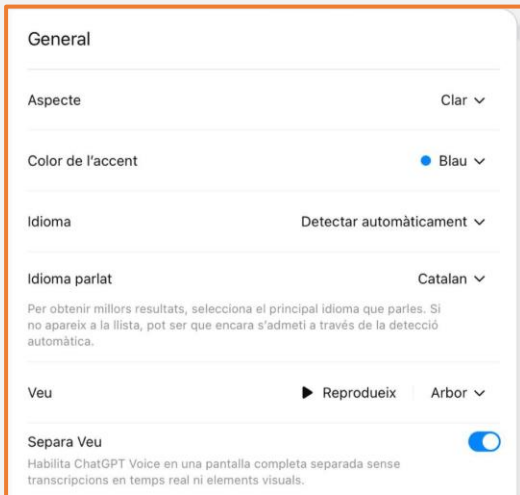 General
Aspecte Clar
Color de l'accent Blau
Idioma Detectar automàticament
Idioma parlat Catalan
Per obtenir millors resultats, selecciona el principal idioma que parles. Si
no apareix a la llista, pot ser que encara s'admeti a través de la detecció
automàtica.
Veu Reprodueix Arbor
Separa Veu
Habilita ChatGPT Voice en una pantalla completa separada sense
transcripcions en temps real ni elements visuals.